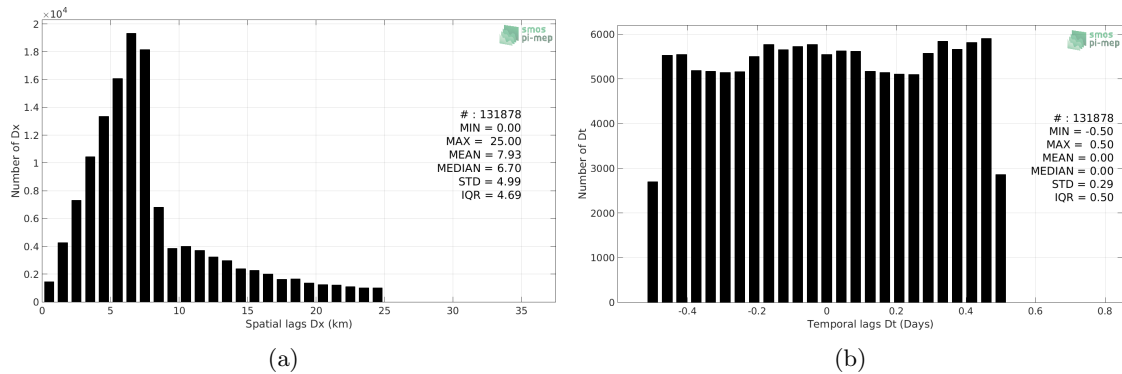 ×10⁴
2
1.8
1.6
1.4
1.2
1
0.8
0.6
0.4
0.2
0
0 5 10 15 20 25 30 35
Number of Dx
Spatial lags Dx (km)
smos
pi-mep
# : 131878
MIN = 0.00
MAX = 25.00
MEAN = 7.93
MEDIAN = 6.70
STD = 4.99
IQR = 4.69
(a)
6000
5000
4000
3000
2000
1000
0
-0.4 -0.2 0 0.2 0.4 0.6 0.8
Number of Dt
Temporal lags Dt (Days)
smos
pi-mep
# : 131878
MIN = -0.50
MAX = 0.50
MEAN = 0.00
MEDIAN = 0.00
STD = 0.29
IQR = 0.50
(b)